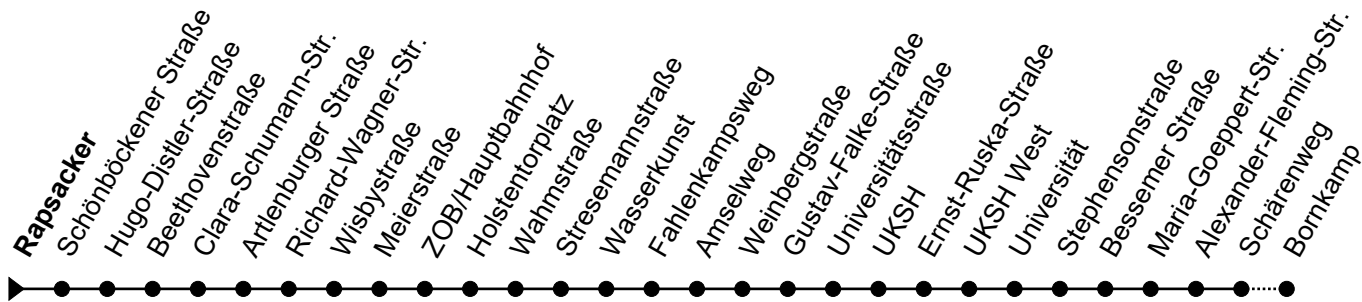 Rapsacker
Schönböckener Straße
Hugo-Distler-Straße
Beethovenstraße
Clara-Schumann-Str.
Artlenburger Straße
Richard-Wagner-Str.
Wisbystraße
Meierstraße
ZOB/Hauptbahnhof
Holstentorplatz
Wahmstraße
Stresemannstraße
Wasserkunst
Fahlenkampsweg
Amselweg
Weinbergstraße
Gustav-Falke-Straße
Universitätsstraße
UKSH
Ernst-Ruska-Straße
UKSH West
Universität
Stephensonstraße
Bessemer Straße
Maria-Goeppert-Str.
Alexander-Fleming-Str.
Schärenweg
Bornkamp